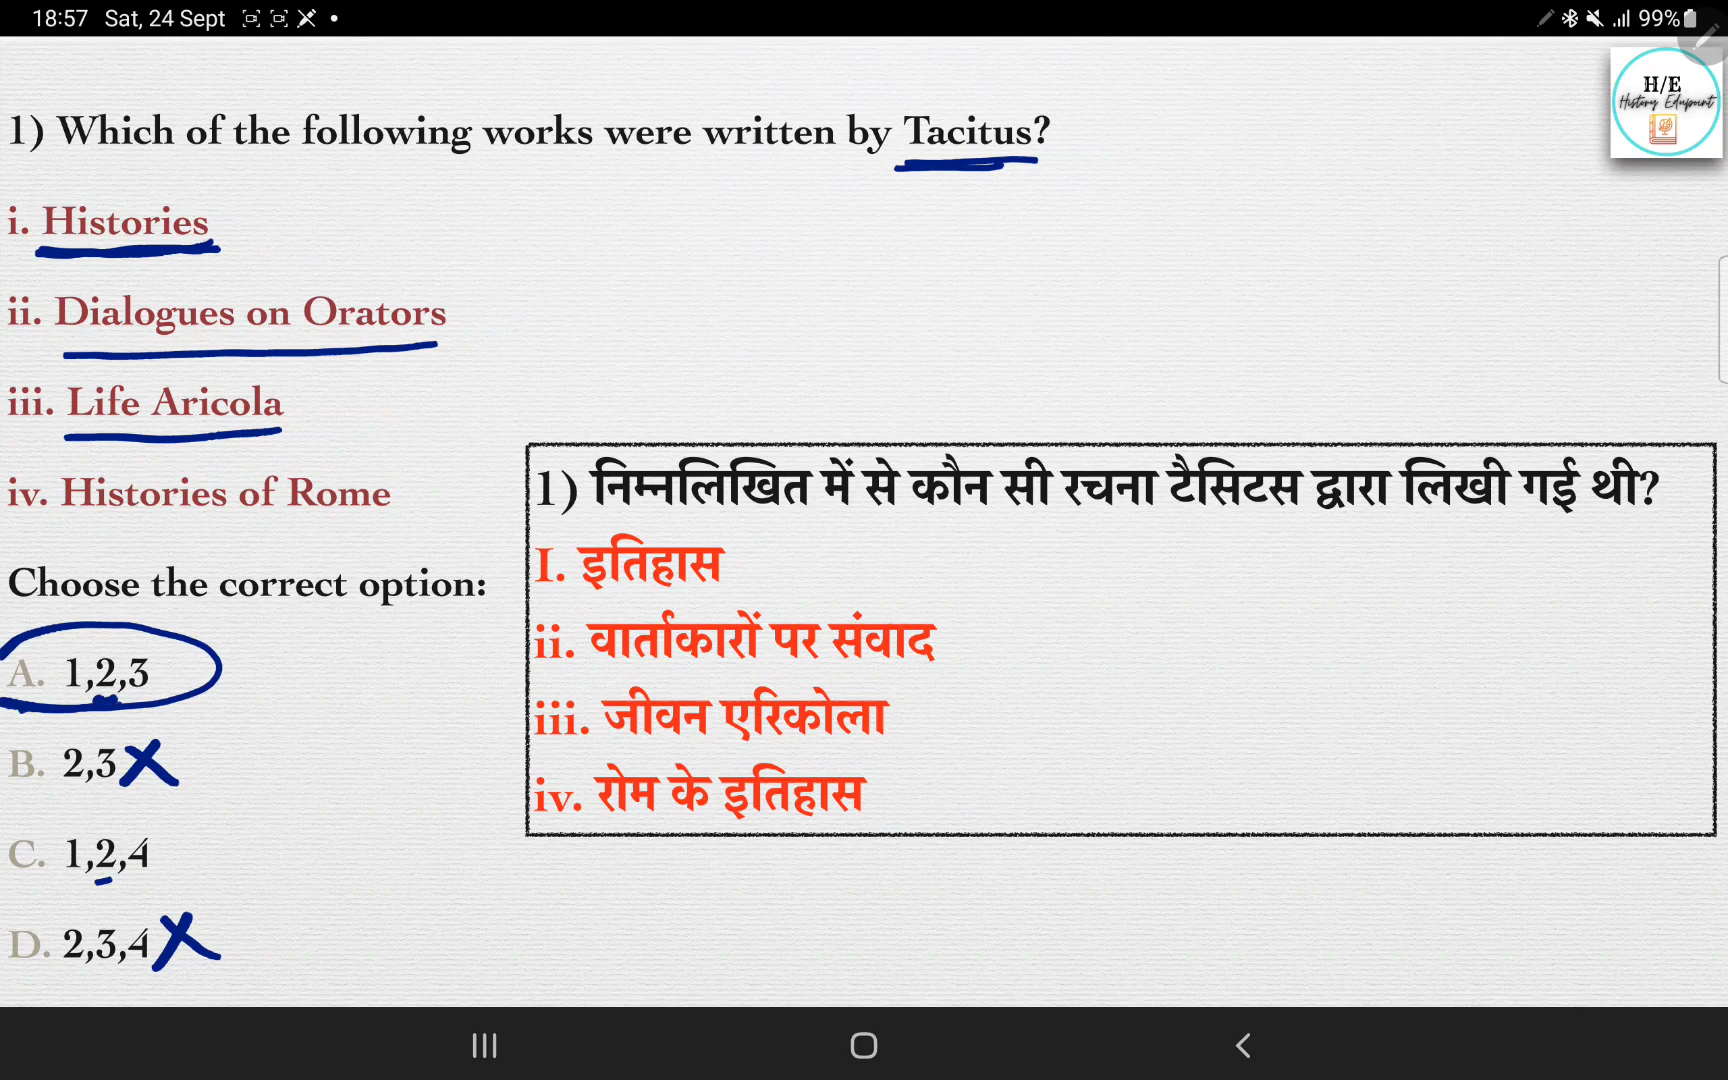 18:57 Sat, 24 Sept
99%
H/E
History Edupoint
1) Which of the following works were written by Tacitus?
i. Histories
ii. Dialogues on Orators
iii. Life Aricola
iv. Histories of Rome
Choose the correct option:
A. 1,2,3
B. 2,3
C. 1,2,4
D. 2,3,4
1) निम्नलिखित में से कौन सी रचना टैसिटस द्वारा लिखी गई थी?
I. इतिहास
ii. वार्ताकारों पर संवाद
iii. जीवन एरिकोला
iv. रोम के इतिहास